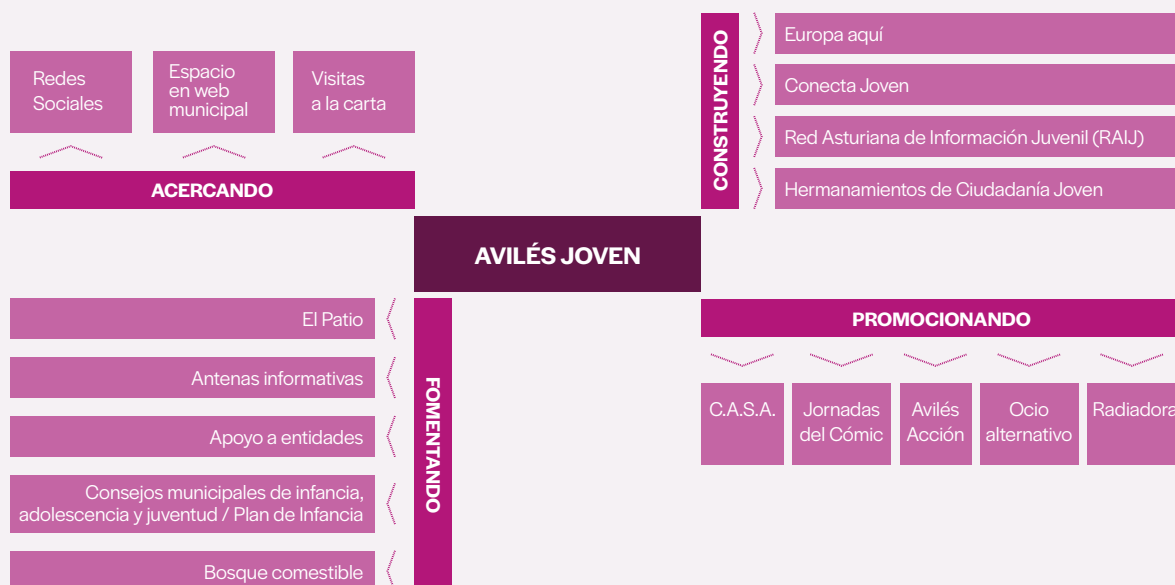 Redes
Sociales
Espacio
en web
municipal
Visitas
a la carta
ACERCANDO
CONSTRUYENDO
Europa aquí
Conecta Joven
Red Asturiana de Información Juvenil (RAIJ)
Hermanamientos de Ciudadanía Joven
AVILÉS JOVEN
El Patio
Antenas informativas
Apoyo a entidades
Consejos municipales de infancia,
adolescencia y juventud / Plan de Infancia
Bosque comestible
FOMENTANDO
PROMOCIONANDO
C.A.S.A.
Jornadas
del Cómic
Avilés
Acción
Ocio
alternativo
Radiadora